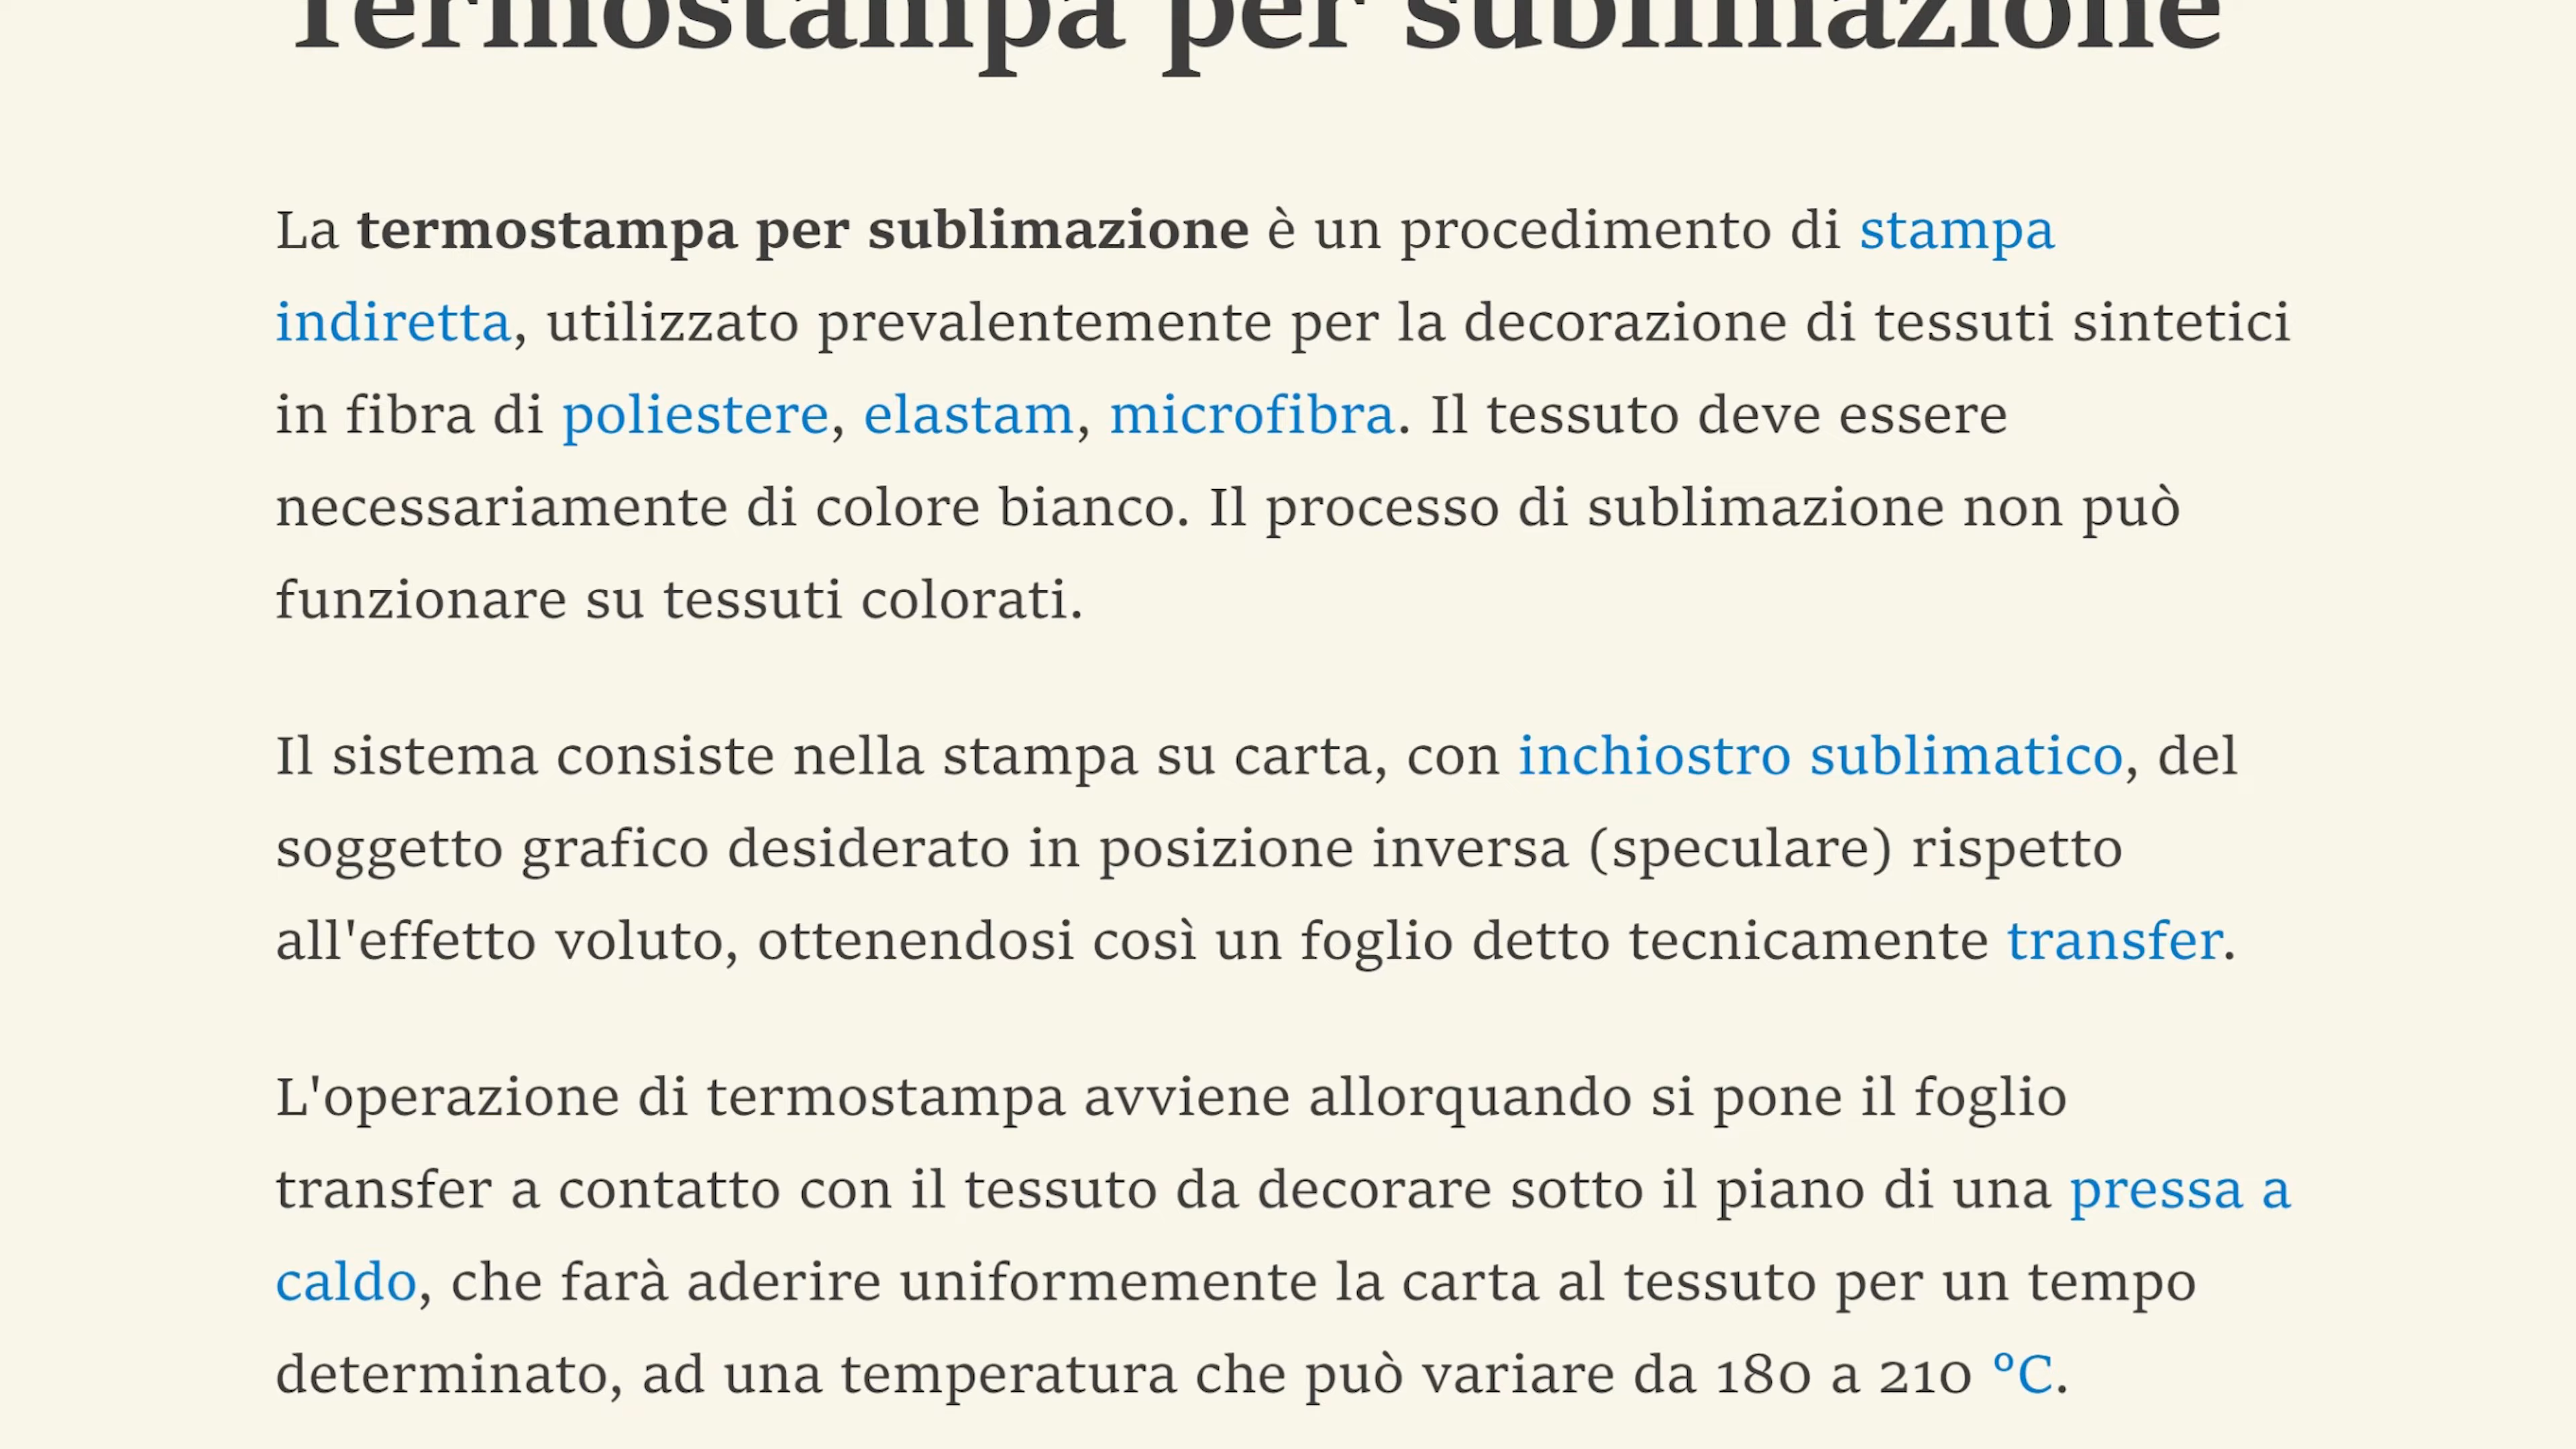 Termostampa per sublimazione
La termostampa per sublimazione è un procedimento di stampa
indiretta, utilizzato prevalentemente per la decorazione di tessuti sintetici
in fibra di poliestere, elastam, microfibra. Il tessuto deve essere
necessariamente di colore bianco. Il processo di sublimazione non può
funzionare su tessuti colorati.
Il sistema consiste nella stampa su carta, con inchiostro sublimatico, del
soggetto grafico desiderato in posizione inversa (speculare) rispetto
all'effetto voluto, ottenendosi così un foglio detto tecnicamente transfer.
L'operazione di termostampa avviene allorquando si pone il foglio
transfer a contatto con il tessuto da decorare sotto il piano di una pressa a
caldo, che farà aderire uniformemente la carta al tessuto per un tempo
determinato, ad una temperatura che può variare da 180 a 210 °C.